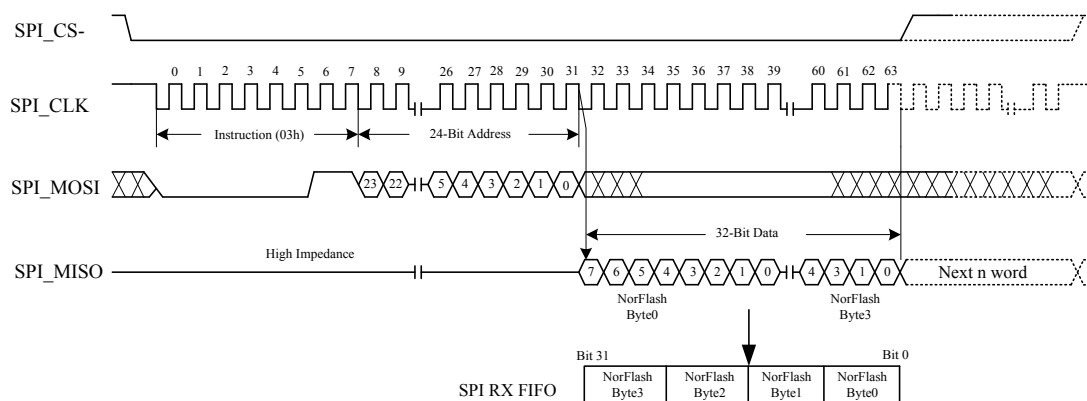 SPI_CS-
0 1 2 3 4 5 6 7 8 9 26 27 28 29 30 31 32 33 34 35 36 37 38 39 60 61 62 63
SPI_CLK
Instruction (03h) 24-Bit Address
SPI_MOSI 23 22 5 4 3 2 1 0
32-Bit Data
High Impedance
SPI_MISO 7 6 5 4 3 2 1 0 4 3 1 0 Next n word
NorFlash NorFlash
Byte0 Byte3
Bit 31 Bit 0
SPI RX FIFO
NorFlash NorFlash NorFlash NorFlash
Byte3 Byte2 Byte1 Byte0